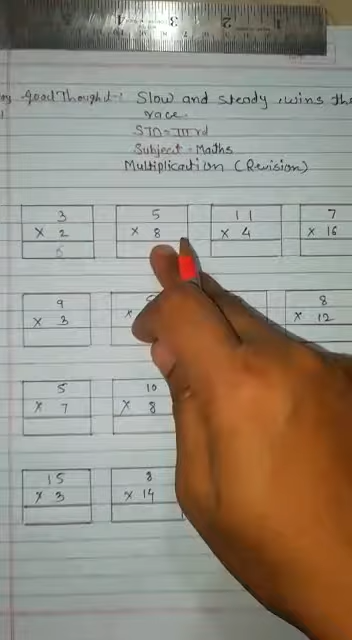 Good Thought:- Slow and steady, wins the
race.
STD = III rd
Subject - Maths
Multiplication (Revision)
3 5 11 7
× 2 × 8 × 4 × 16
6
9 8
× 3 × × 12
5 10
× 7 × 8
15 8
× 3 × 14